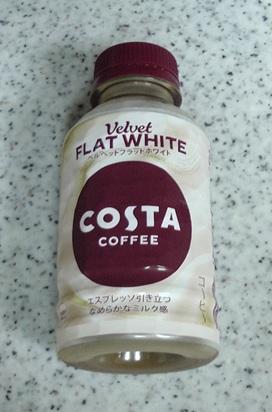 Velvet
FLAT WHITE
ベルベットフラットホワイト
COSTA
COFFEE
エスプレッソ引き立つ
なめらかなミルク感